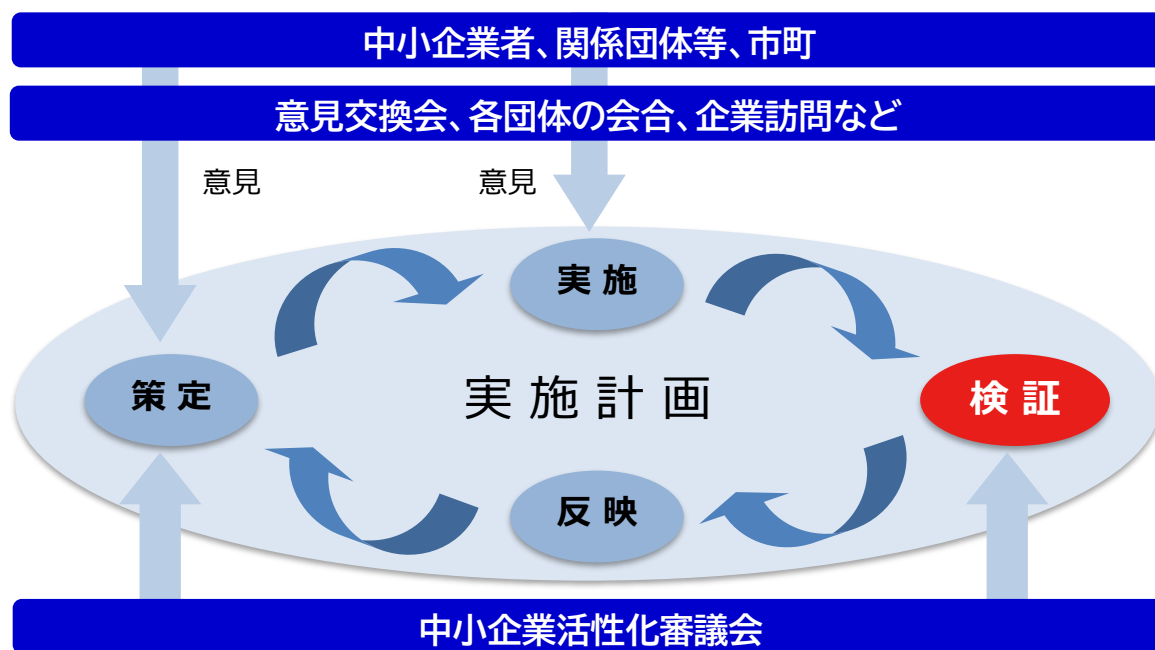 中小企業者、関係団体等、市町
意見交換会、各団体の会合、企業訪問など
意見
意見
実施
策定
実施計画
検証
反映
中小企業活性化審議会